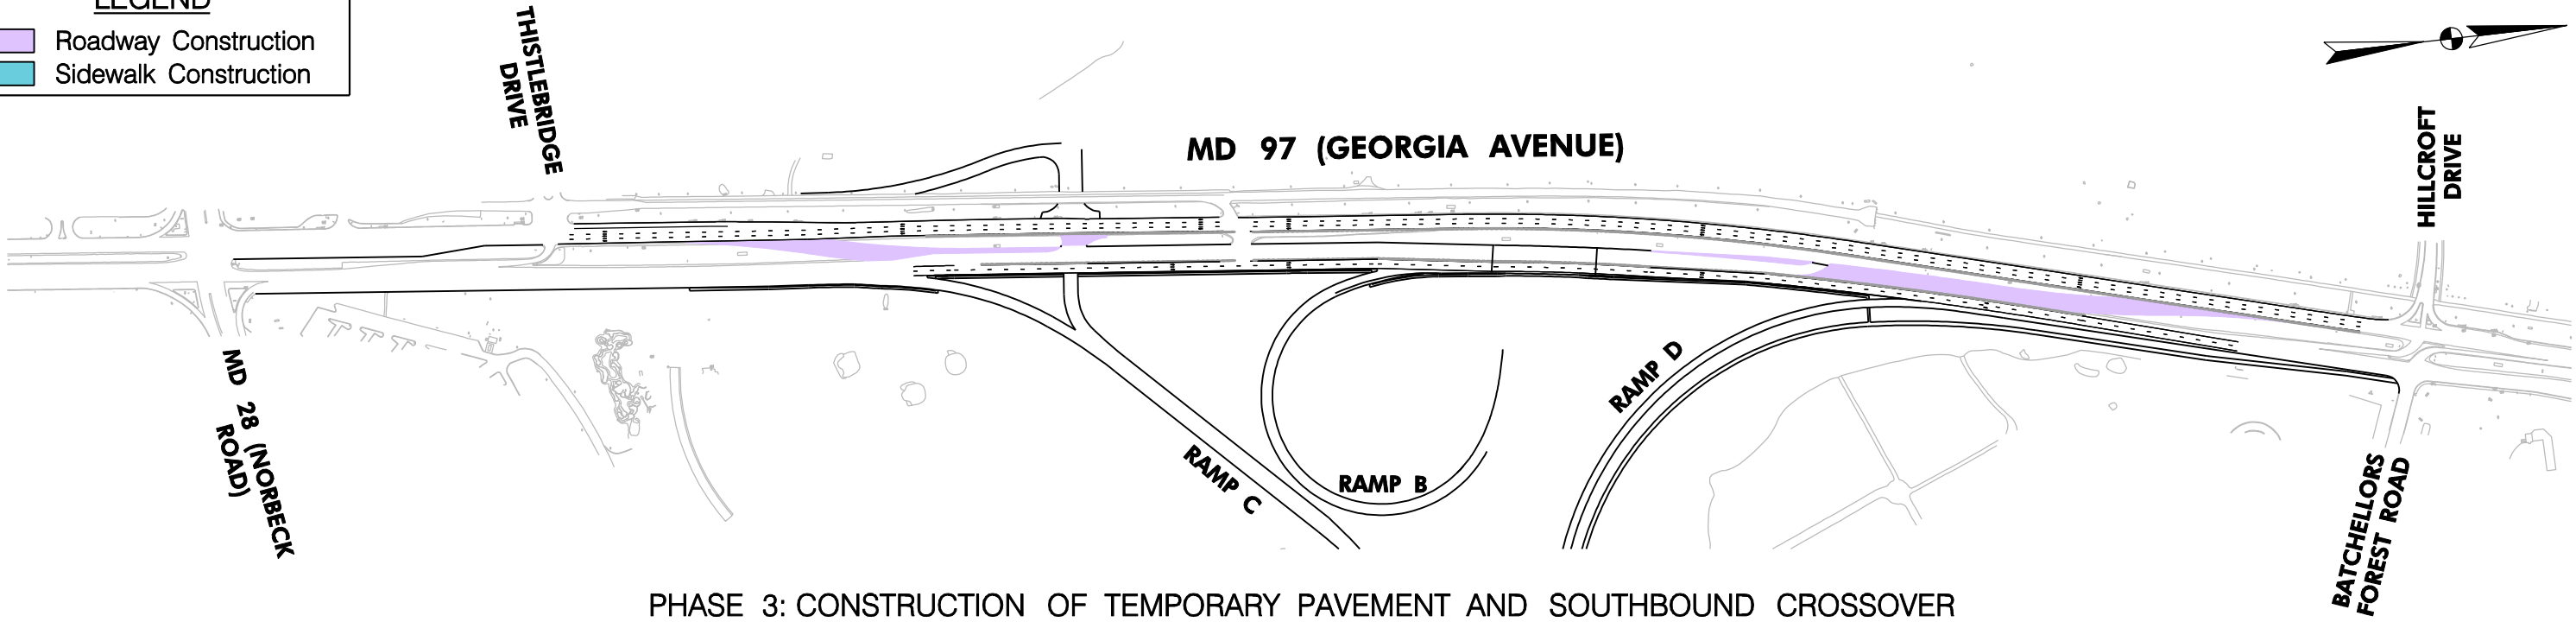 LEGEND
Roadway Construction
Sidewalk Construction
THISTLEBRIDGE
DRIVE
MD 97 (GEORGIA AVENUE)
HILLCROFT
DRIVE
MD 28 (NORBECK
ROAD)
RAMP C
RAMP B
RAMP D
BATCHELLORS
FOREST ROAD
PHASE 3: CONSTRUCTION OF TEMPORARY PAVEMENT AND SOUTHBOUND CROSSOVER